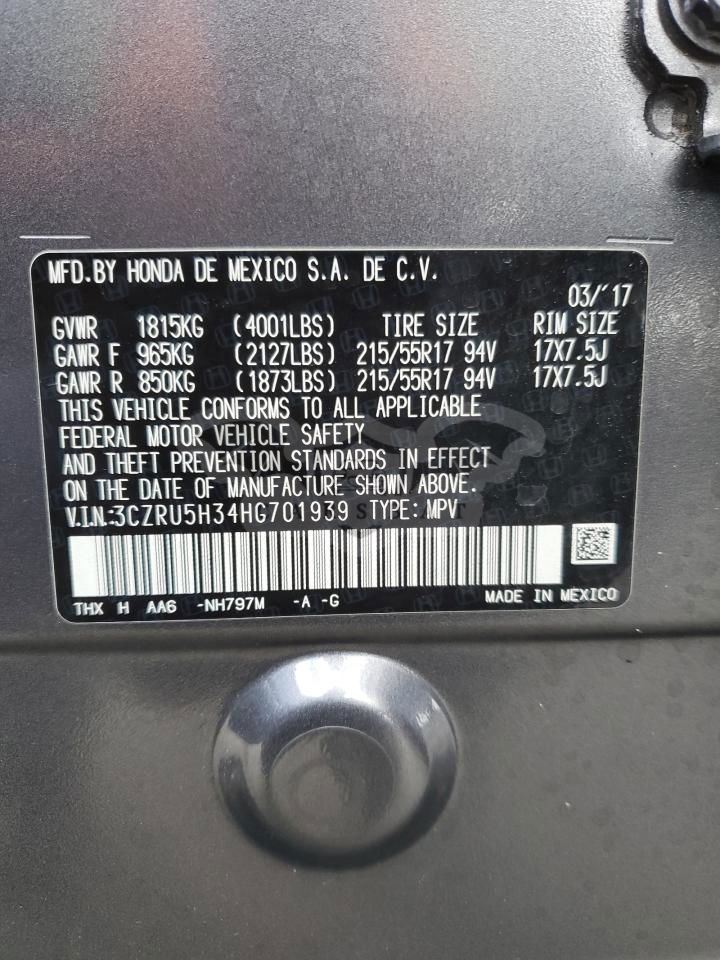 MFD.BY HONDA DE MEXICO S.A. DE C.V.
03/'17
GVWR 1815KG (4001LBS) TIRE SIZE RIM SIZE
GAWR F 965KG (2127LBS) 215/55R17 94V 17X7.5J
GAWR R 850KG (1873LBS) 215/55R17 94V 17X7.5J
THIS VEHICLE CONFORMS TO ALL APPLICABLE
FEDERAL MOTOR VEHICLE SAFETY
AND THEFT PREVENTION STANDARDS IN EFFECT
ON THE DATE OF MANUFACTURE SHOWN ABOVE.
V.I.N.:3CZRU5H34HG701939 TYPE: MPV
THX H AA6 -NH797M -A -G MADE IN MEXICO